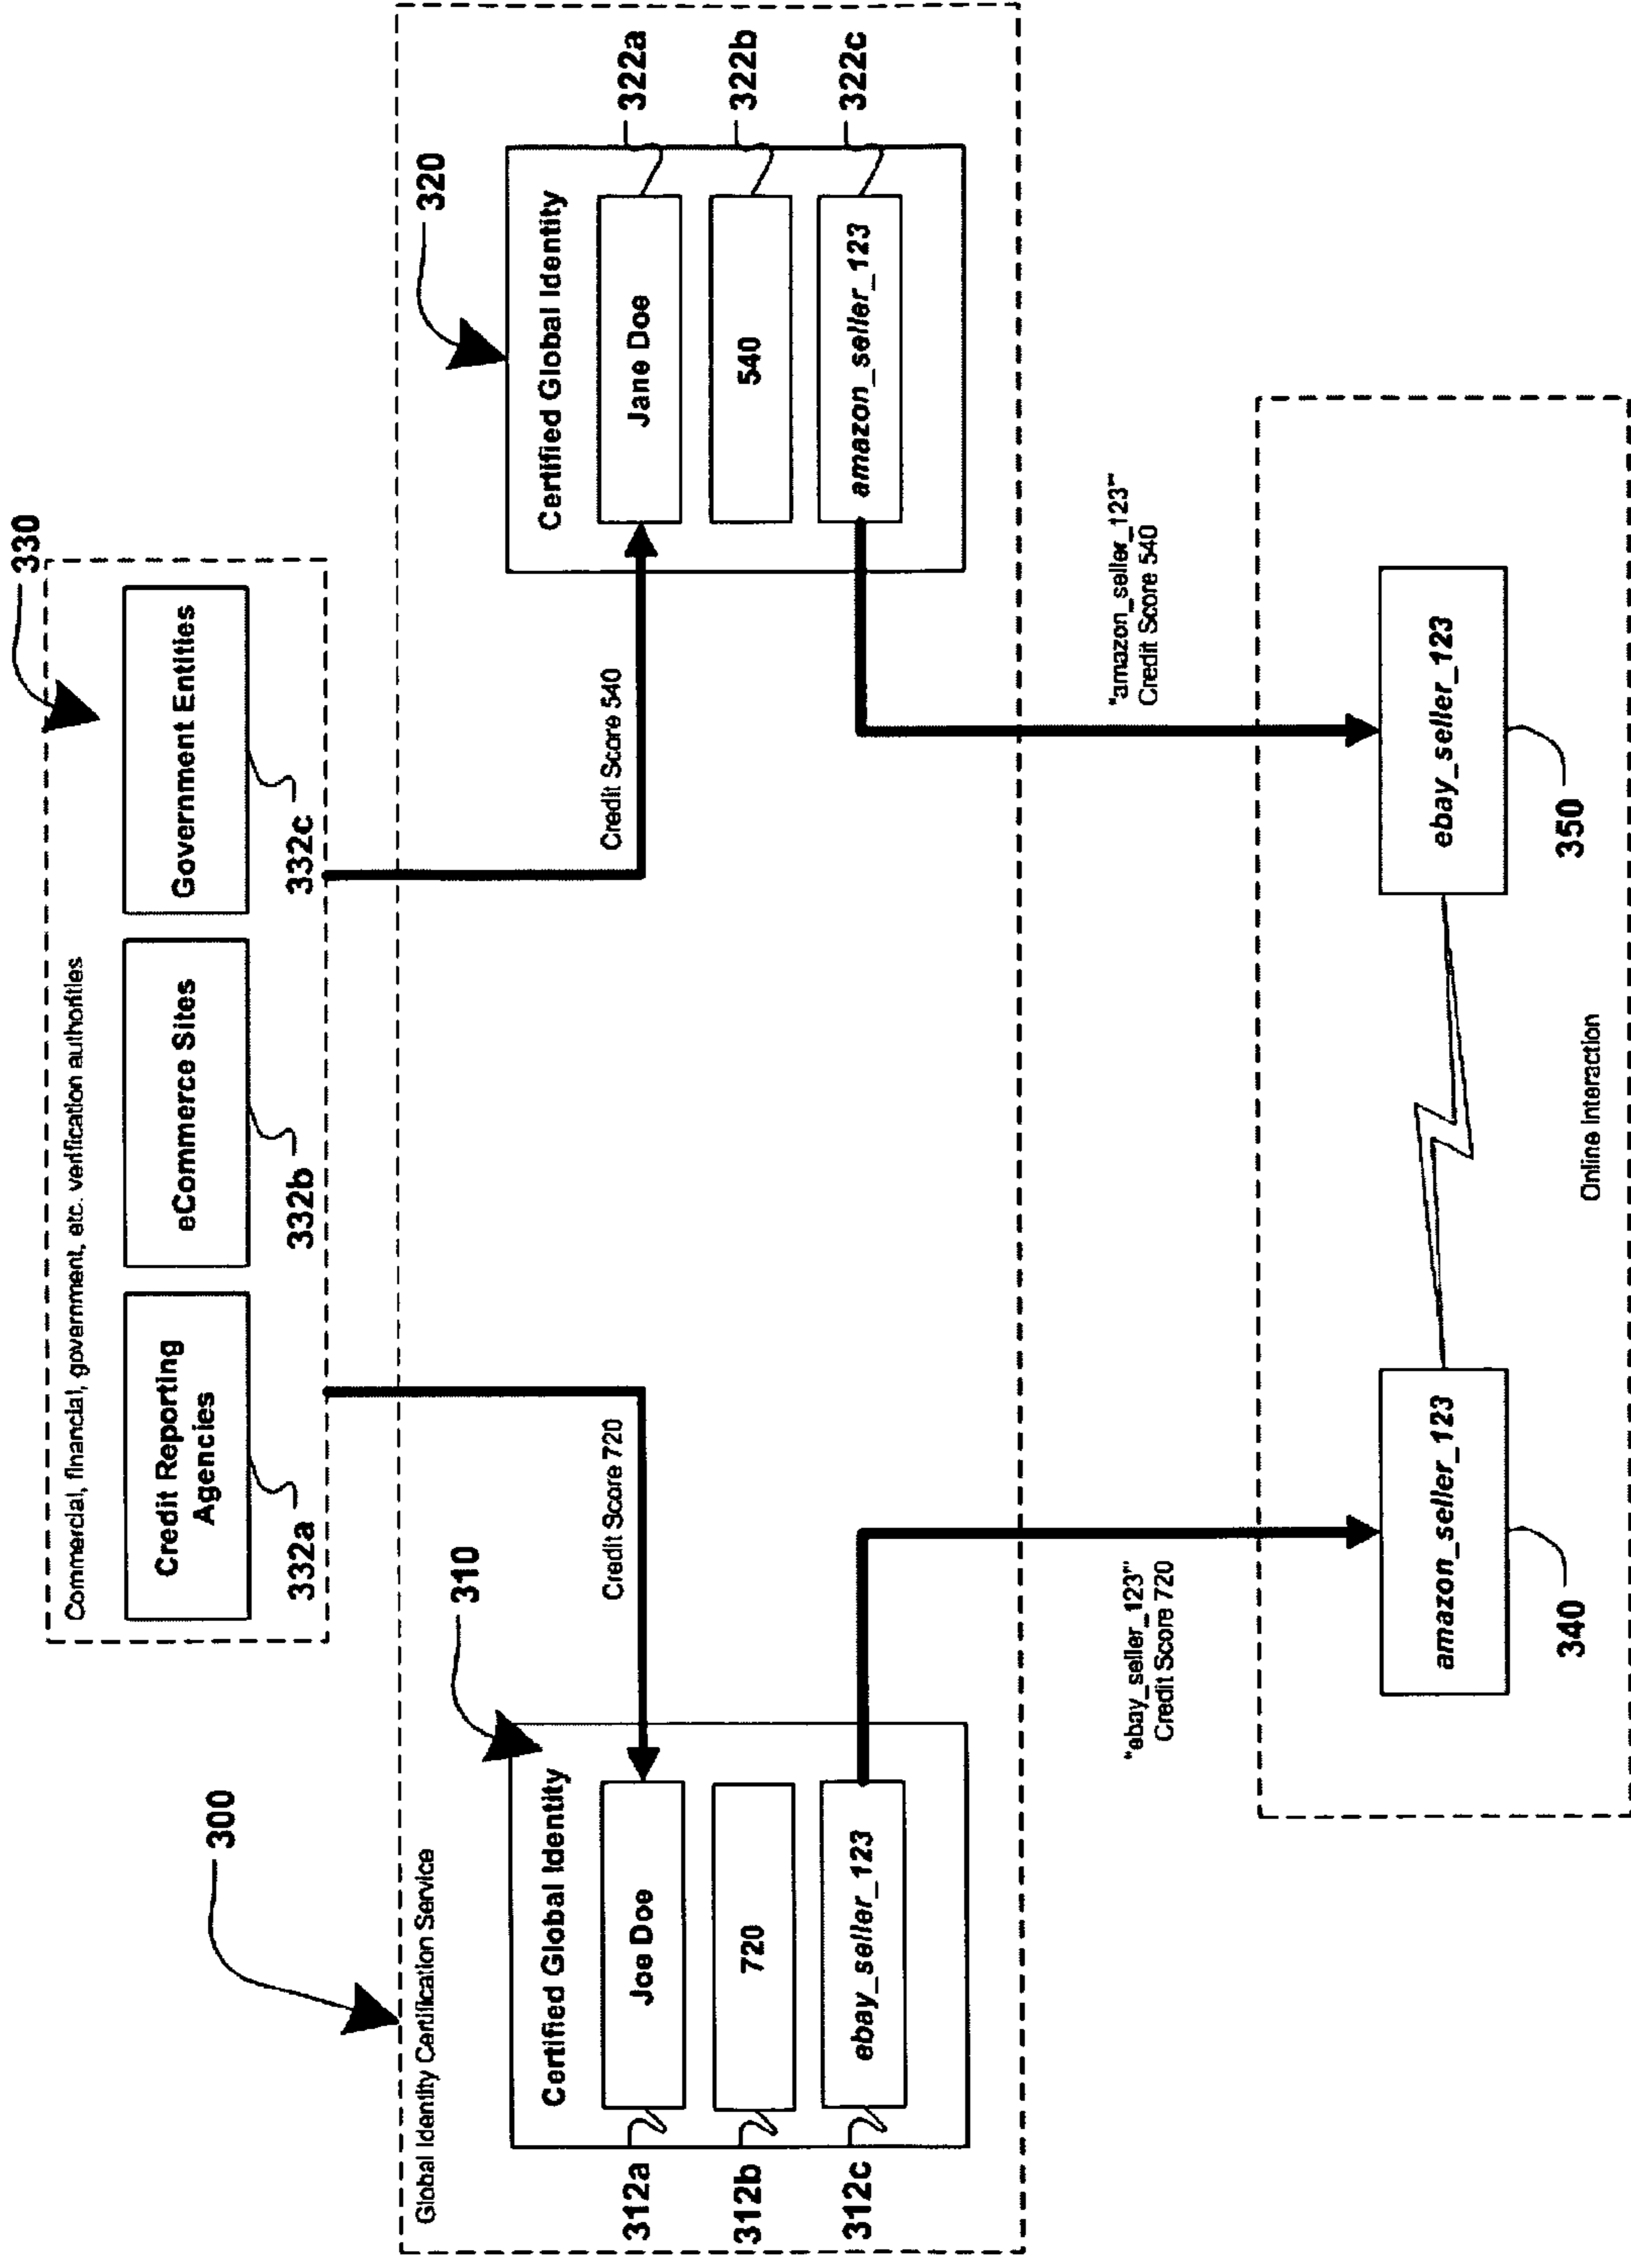 330
Commercial, financial, government, etc. verification authorities
Credit Reporting
Agencies
eCommerce Sites
Government Entities
332a
332b
332c
300
Global Identity Certification Service
310
Certified Global Identity
Joe Doe
720
ebay_seller_123
312a
312b
312c
Credit Score 720
Credit Score 540
320
Certified Global Identity
Jane Doe
540
amazon_seller_123
322a
322b
322c
"ebay_seller_123"'
Credit Score 720
"amazon_seller_123"'
Credit Score 540
amazon_seller_123
340
ebay_seller_123
350
Online Interaction